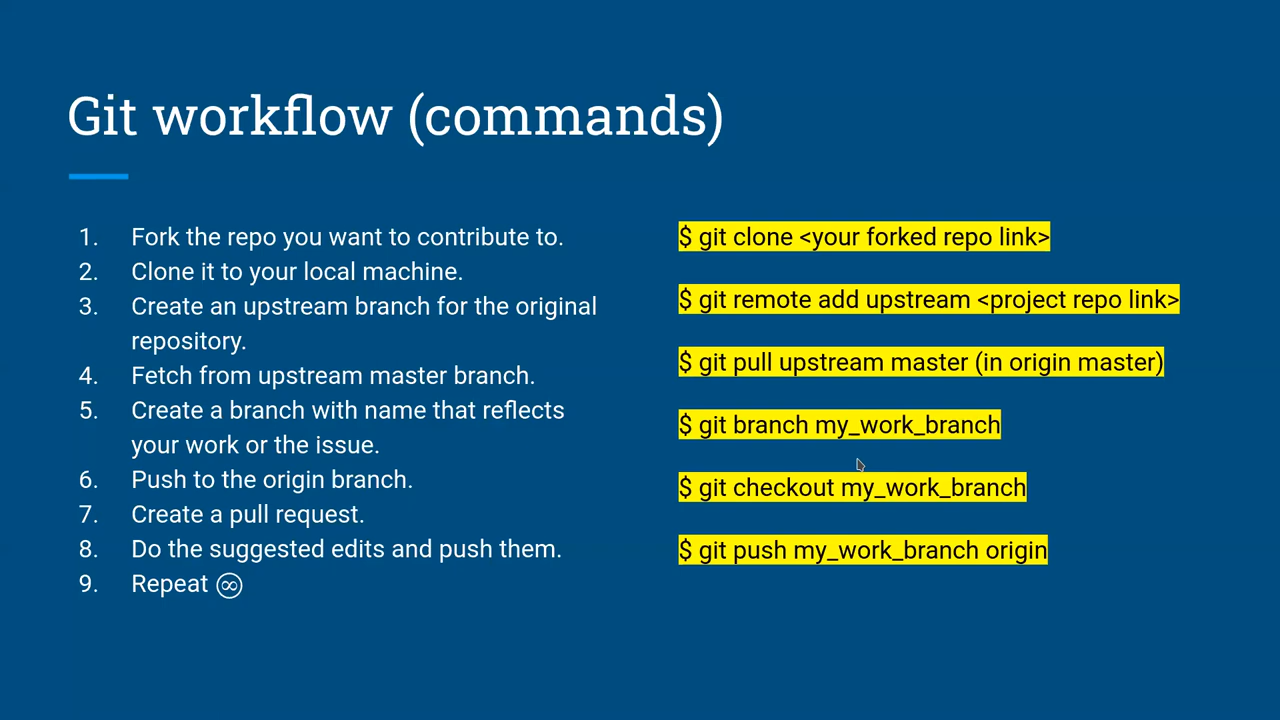 Git workflow (commands)
1. Fork the repo you want to contribute to.
2. Clone it to your local machine.
3. Create an upstream branch for the original
repository.
4. Fetch from upstream master branch.
5. Create a branch with name that reflects
your work or the issue.
6. Push to the origin branch.
7. Create a pull request.
8. Do the suggested edits and push them.
9. Repeat ♾
$ git clone <your forked repo link>
$ git remote add upstream <project repo link>
$ git pull upstream master (in origin master)
$ git branch my_work_branch
$ git checkout my_work_branch
$ git push my_work_branch origin